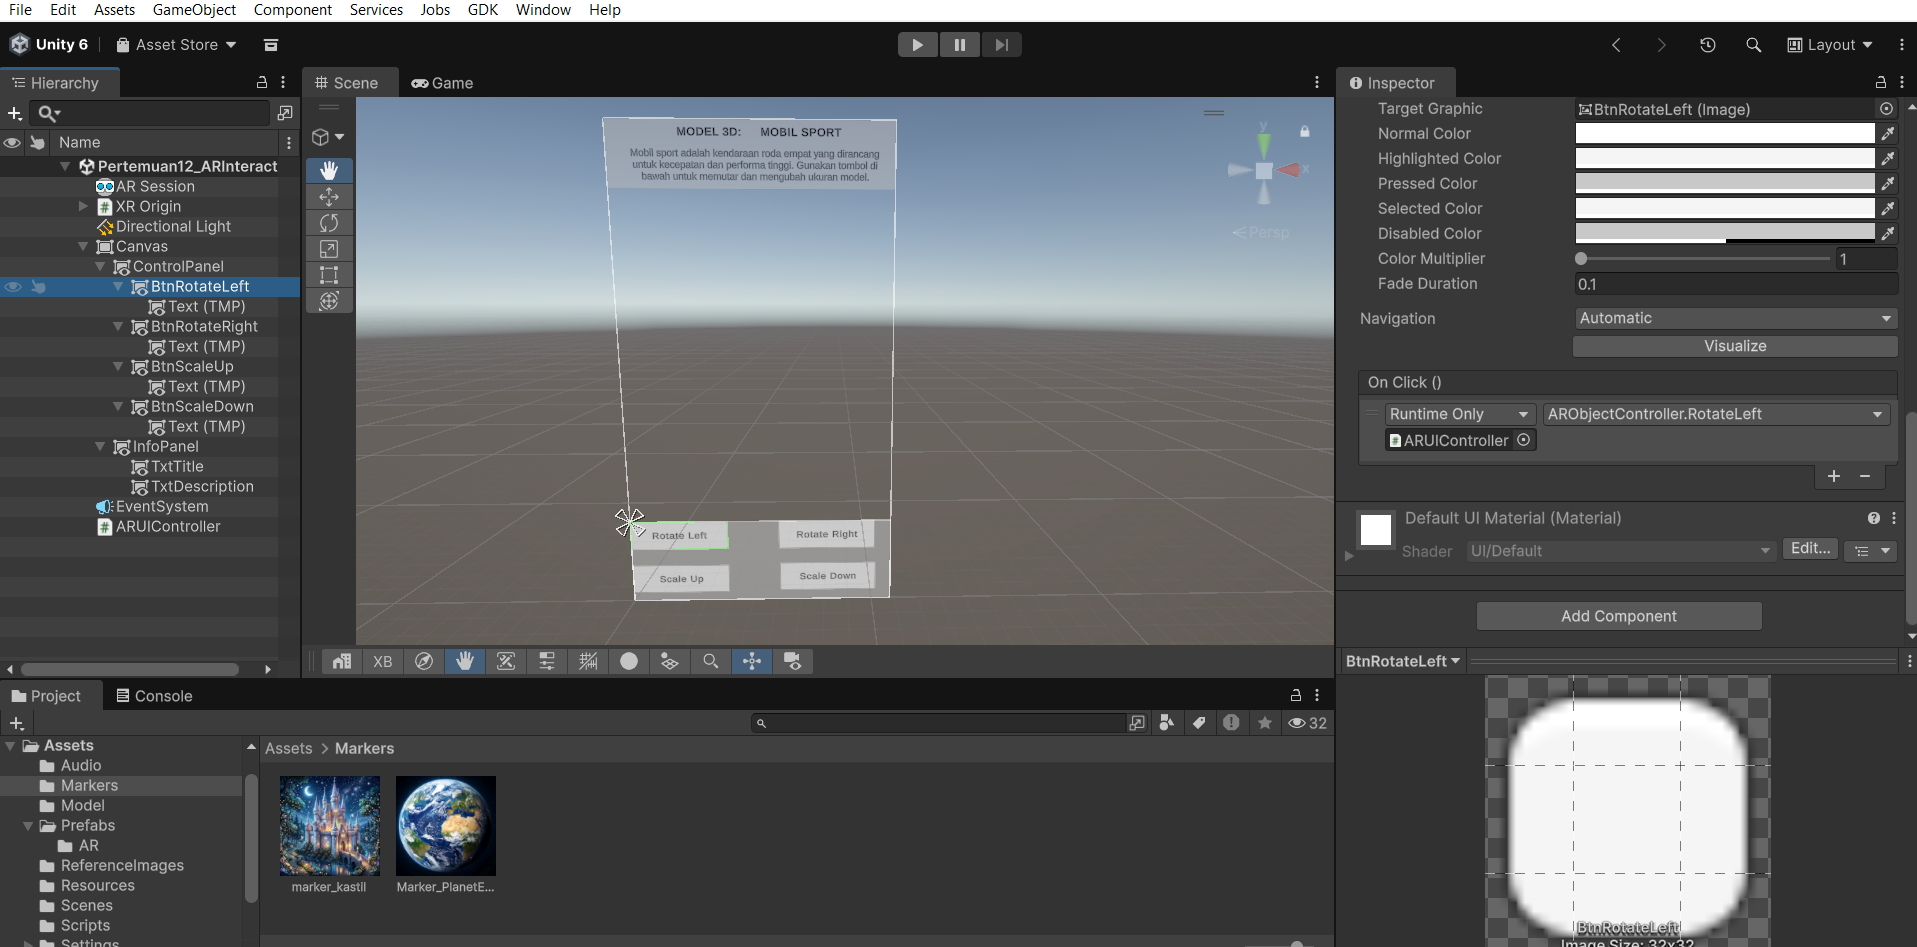 File Edit Assets GameObject Component Services Jobs GDK Window Help
Unity 6 Asset Store Layout
Hierarchy
Name
Pertemuan12_ARInteract
AR Session
XR Origin
Directional Light
Canvas
ControlPanel
BtnRotateLeft
Text (TMP)
BtnRotateRight
Text (TMP)
BtnScaleUp
Text (TMP)
BtnScaleDown
Text (TMP)
InfoPanel
TxtTitle
TxtDescription
EventSystem
ARUIController
Scene Game
MODEL 3D: MOBIL SPORT
Mobil sport adalah kendaraan roda empat yang dirancang
untuk kecepatan dan performa tinggi. Gunakan tombol di
bawah untuk memutar dan mengubah ukuran model.
y
x
Persp
Rotate Left Rotate Right
Scale Up Scale Down
XB
Inspector
Target Graphic BtnRotateLeft (Image)
Normal Color
Highlighted Color
Pressed Color
Selected Color
Disabled Color
Color Multiplier 1
Fade Duration 0.1
Navigation Automatic
Visualize
On Click ()
Runtime Only ARObjectController.RotateLeft
ARUIController
Default UI Material (Material)
Shader UI/Default Edit...
Add Component
BtnRotateLeft
BtnRotateLeft
Image Size: 32x32
Project Console
32
Assets
Audio
Markers
Model
Prefabs
AR
ReferenceImages
Resources
Scenes
Scripts
Settings
Assets > Markers
marker_kastil Marker_PlanetE...